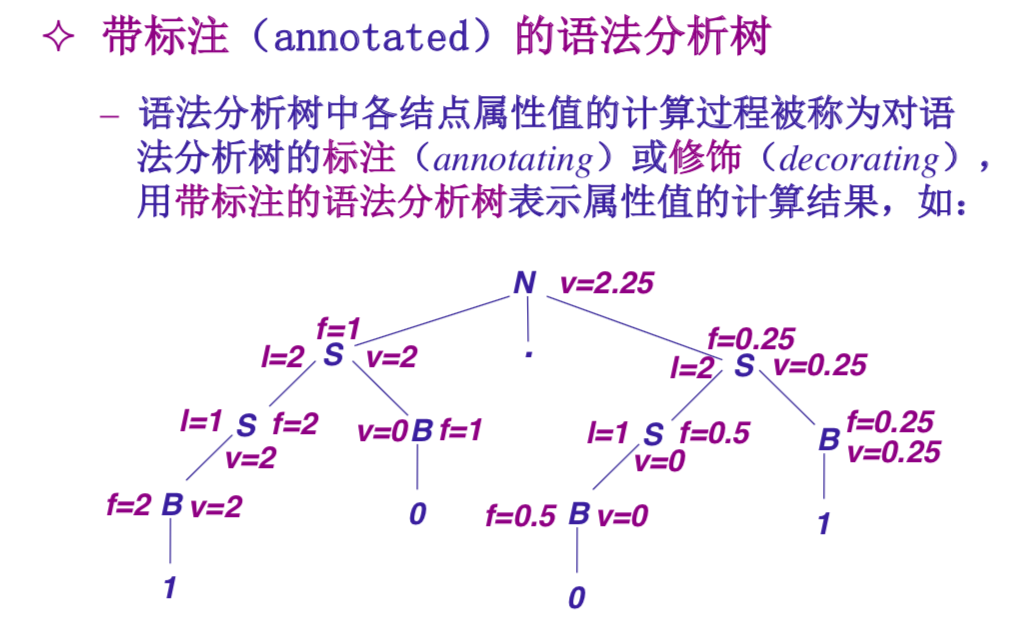 ✧ 带标注（annotated）的语法分析树
– 语法分析树中各结点属性值的计算过程被称为对语
法分析树的标注（annotating）或修饰（decorating），
用带标注的语法分析树表示属性值的计算结果，如：
N v=2.25
f=1
l=2 S v=2
.
f=0.25
l=2 S v=0.25
l=1 S f=2
v=2
v=0 B f=1
l=1 S f=0.5
v=0
f=0.25
B
v=0.25
f=2 B v=2
0
f=0.5 B v=0
1
1
0